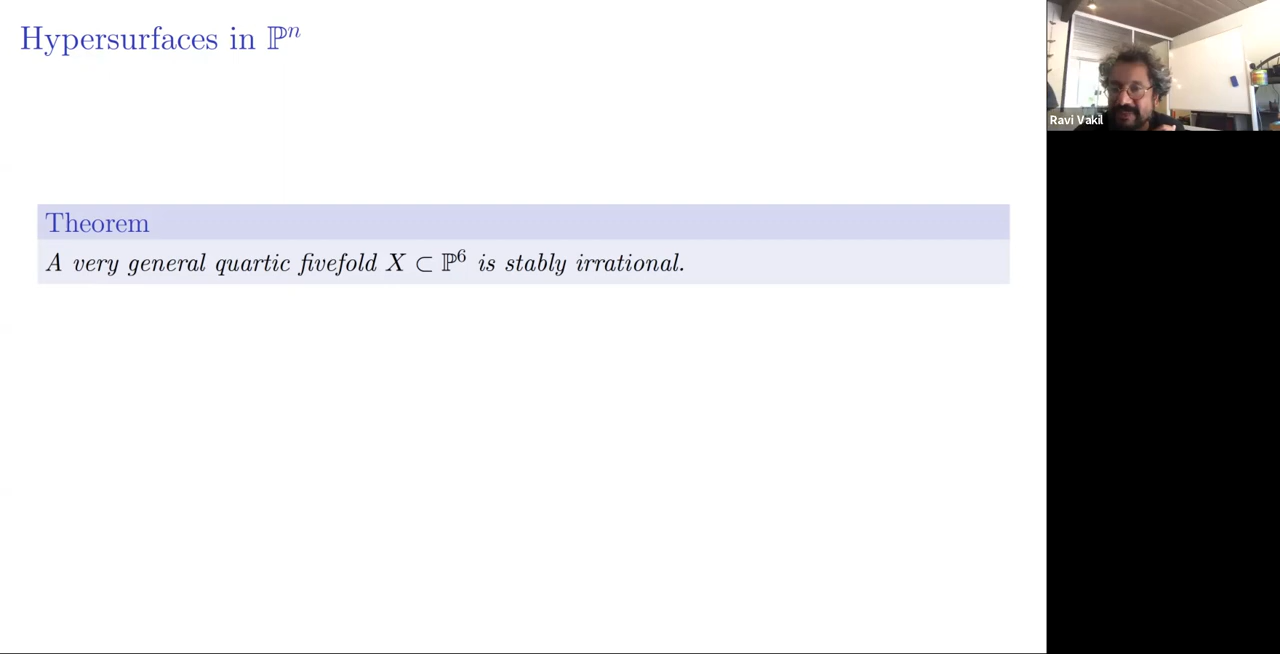 Hypersurfaces in ℙⁿ
Ravi Vakil
Theorem
A very general quartic fivefold X ⊂ ℙ⁶ is stably irrational.